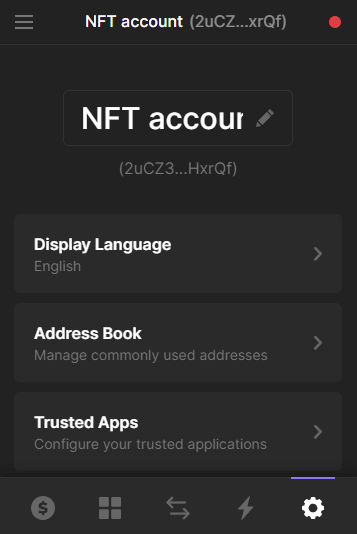 NFT account (2uCZ...xrQf)
NFT accour
(2uCZ3...HxrQf)
Display Language
English
Address Book
Manage commonly used addresses
Trusted Apps
Configure your trusted applications
$